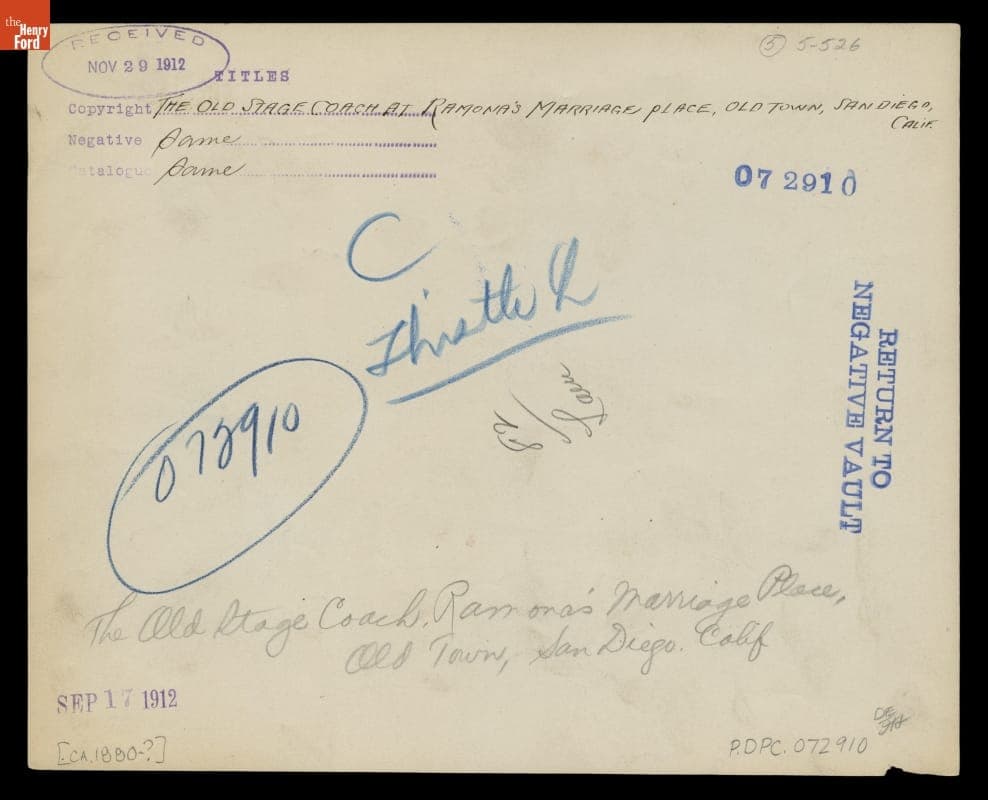 the
Henry
Ford
RECEIVED
NOV 29 1912
⑤ 5-526
TITLES
Copyright THE OLD STAGE COACH AT RAMONA'S MARRIAGE PLACE, OLD TOWN, SAN DIEGO,
CALIF.
Negative Same
Catalogue Same
072910
C
Thistle
RETURN TO
NEGATIVE VAULT
072910
The Old Stage Coach, Ramona's Marriage Place,
Old Town, San Diego. Calif
SEP 17 1912
[CA.1880-?]
P.DPC.072910